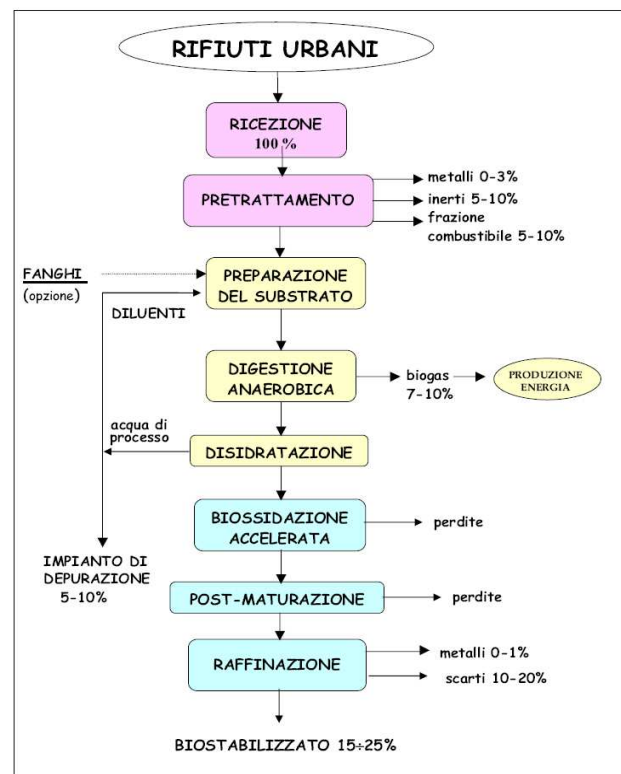 RIFIUTI URBANI
RICEZIONE
100 %
PRETRATTAMENTO
metalli 0-3%
inerti 5-10%
frazione
combustibile 5-10%
FANGHI
(opzione)
DILUENTI
PREPARAZIONE
DEL SUBSTRATO
DIGESTIONE
ANAEROBICA
biogas
7-10%
PRODUZIONE
ENERGIA
acqua di
processo
DISIDRATAZIONE
BIOSSIDAZIONE
ACCELERATA
perdite
IMPIANTO DI
DEPURAZIONE
5-10%
POST-MATURAZIONE
perdite
RAFFINAZIONE
metalli 0-1%
scarti 10-20%
BIOSTABILIZZATO 15÷25%